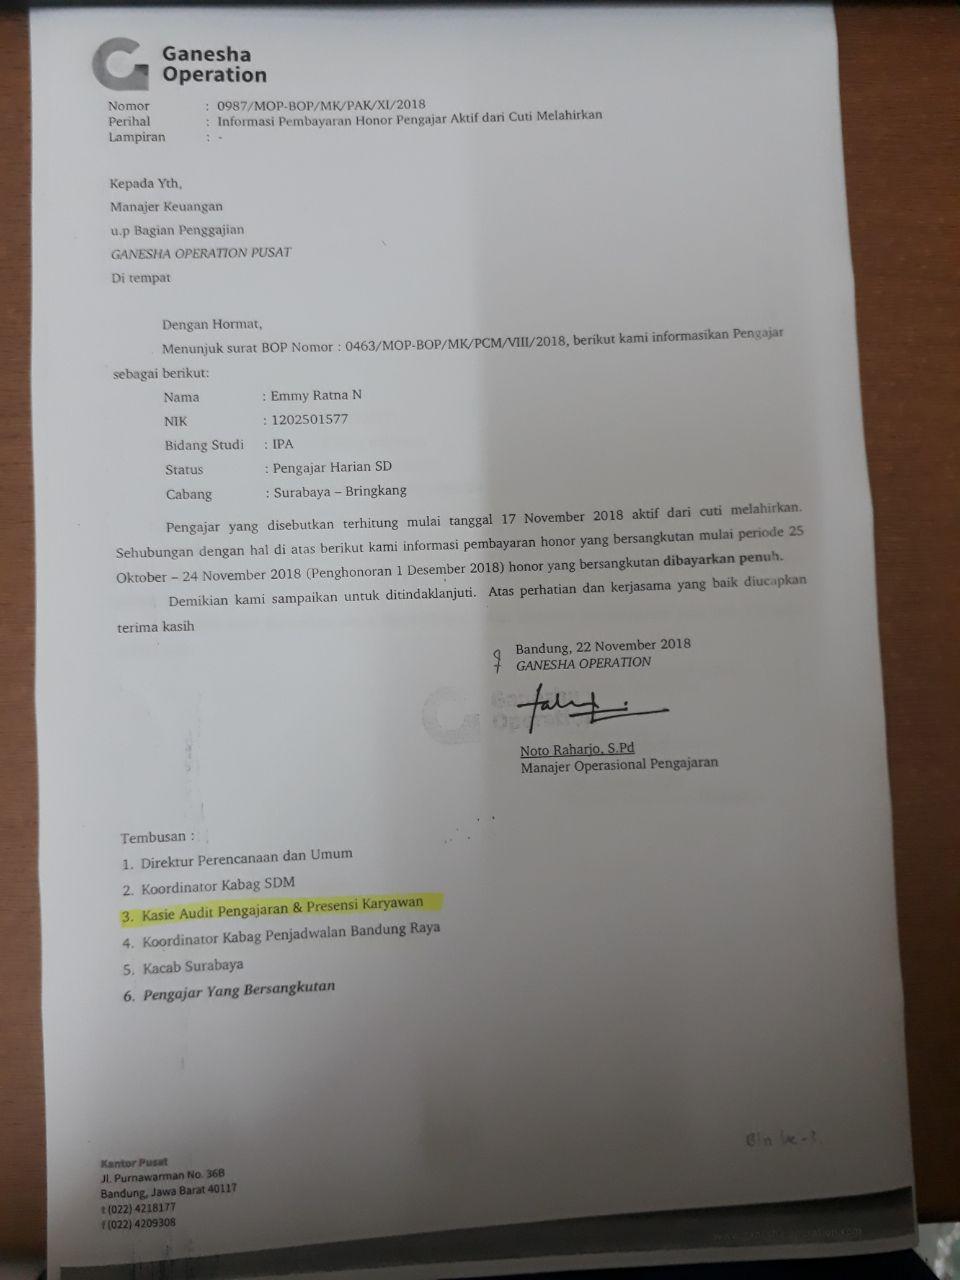 Ganesha
Operation
Nomor : 0987/MOP-BOP/MK/PAK/XI/2018
Perihal : Informasi Pembayaran Honor Pengajar Aktif dari Cuti Melahirkan
Lampiran : -
Kepada Yth,
Manajer Keuangan
u.p Bagian Penggajian
GANESHA OPERATION PUSAT
Di tempat
Dengan Hormat,
Menunjuk surat BOP Nomor : 0463/MOP-BOP/MK/PCM/VIII/2018, berikut kami informasikan Pengajar
sebagai berikut:
Nama : Emmy Ratna N
NIK : 1202501577
Bidang Studi : IPA
Status : Pengajar Harian SD
Cabang : Surabaya – Bringkang
Pengajar yang disebutkan terhitung mulai tanggal 17 November 2018 aktif dari cuti melahirkan.
Sehubungan dengan hal di atas berikut kami informasi pembayaran honor yang bersangkutan mulai periode 25
Oktober – 24 November 2018 (Penghonoran 1 Desember 2018) honor yang bersangkutan dibayarkan penuh.
Demikian kami sampaikan untuk ditindaklanjuti. Atas perhatian dan kerjasama yang baik diucapkan
terima kasih
Bandung, 22 November 2018
GANESHA OPERATION
Noto Raharjo, S.Pd
Manajer Operasional Pengajaran
Tembusan :
1. Direktur Perencanaan dan Umum
2. Koordinator Kabag SDM
3. Kasie Audit Pengajaran & Presensi Karyawan
4. Koordinator Kabag Penjadwalan Bandung Raya
5. Kacab Surabaya
6. Pengajar Yang Bersangkutan
Bln ke-3
Kantor Pusat
Jl. Purnawarman No. 36B
Bandung, Jawa Barat 40117
t (022) 4218177
f (022) 4209308